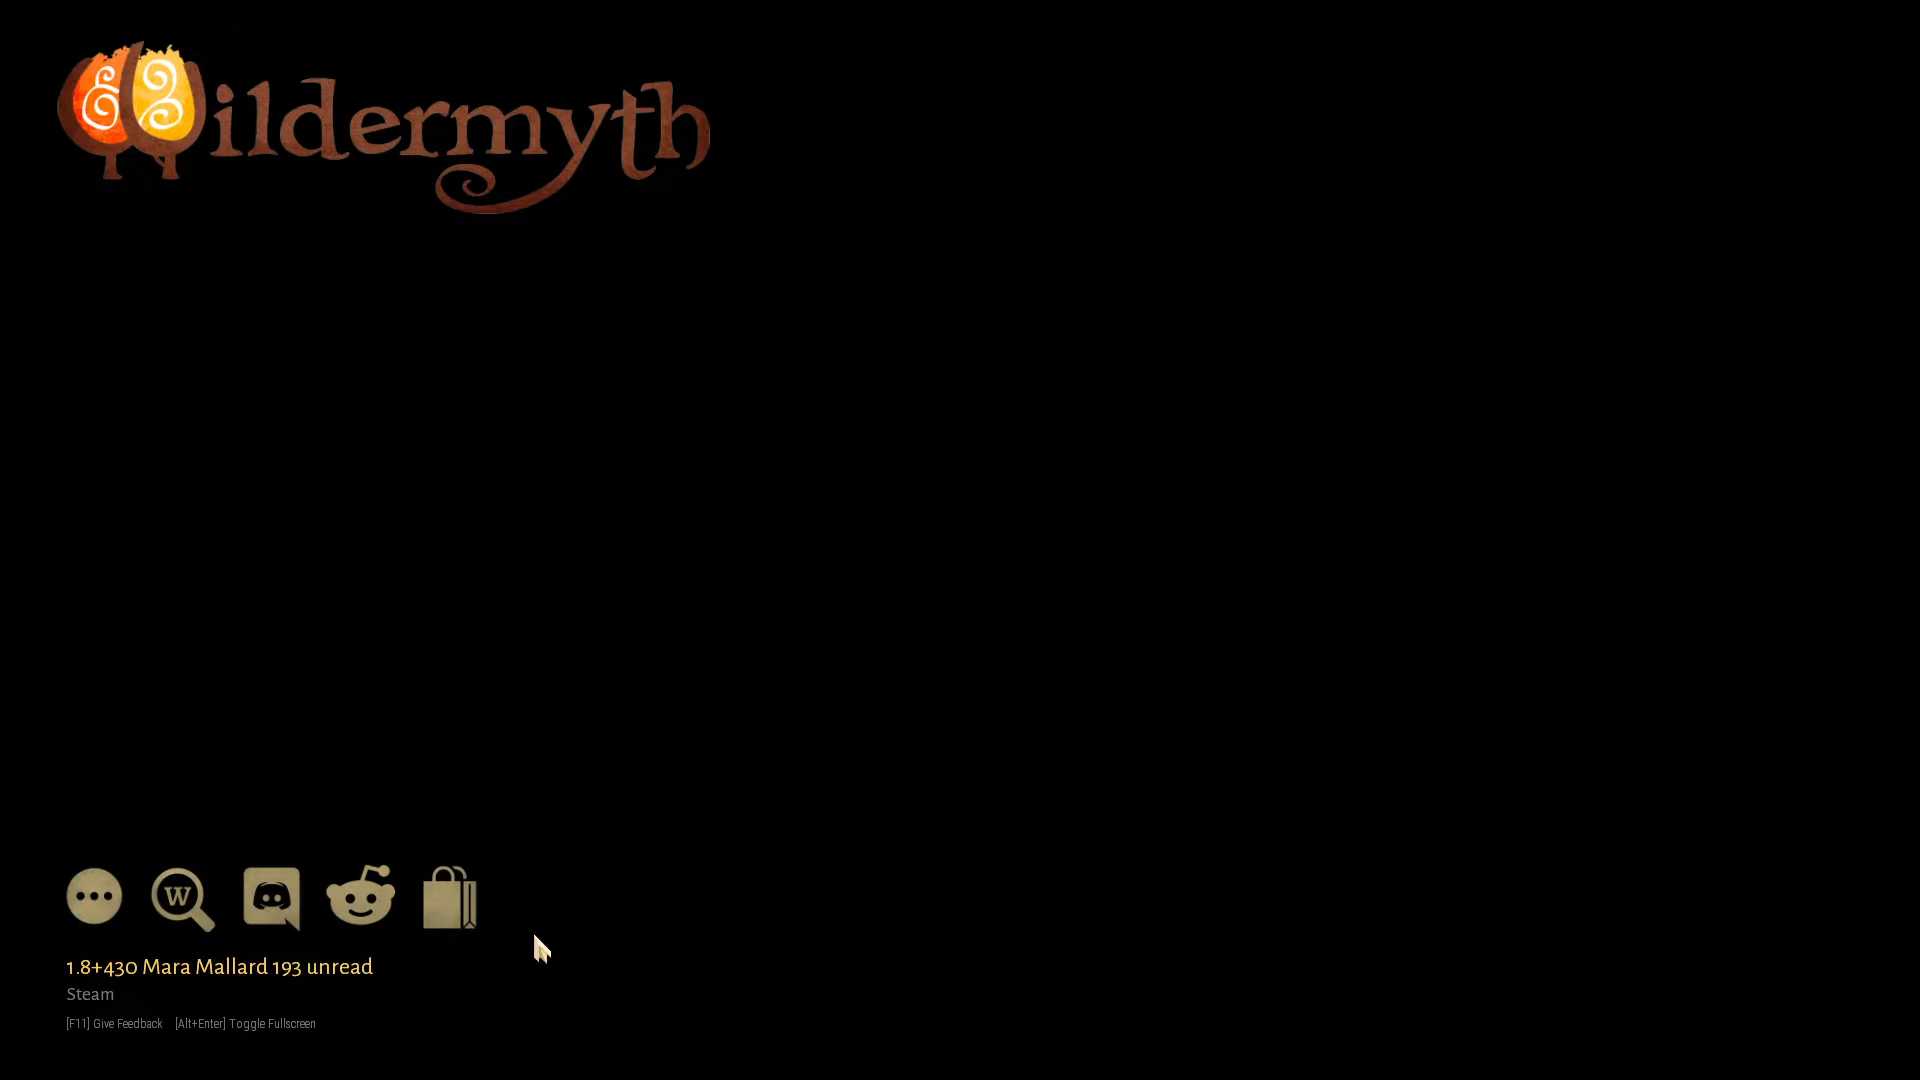 Wildermyth
W
1.8+430 Mara Mallard 193 unread
Steam
[F11] Give Feedback [Alt+Enter] Toggle Fullscreen